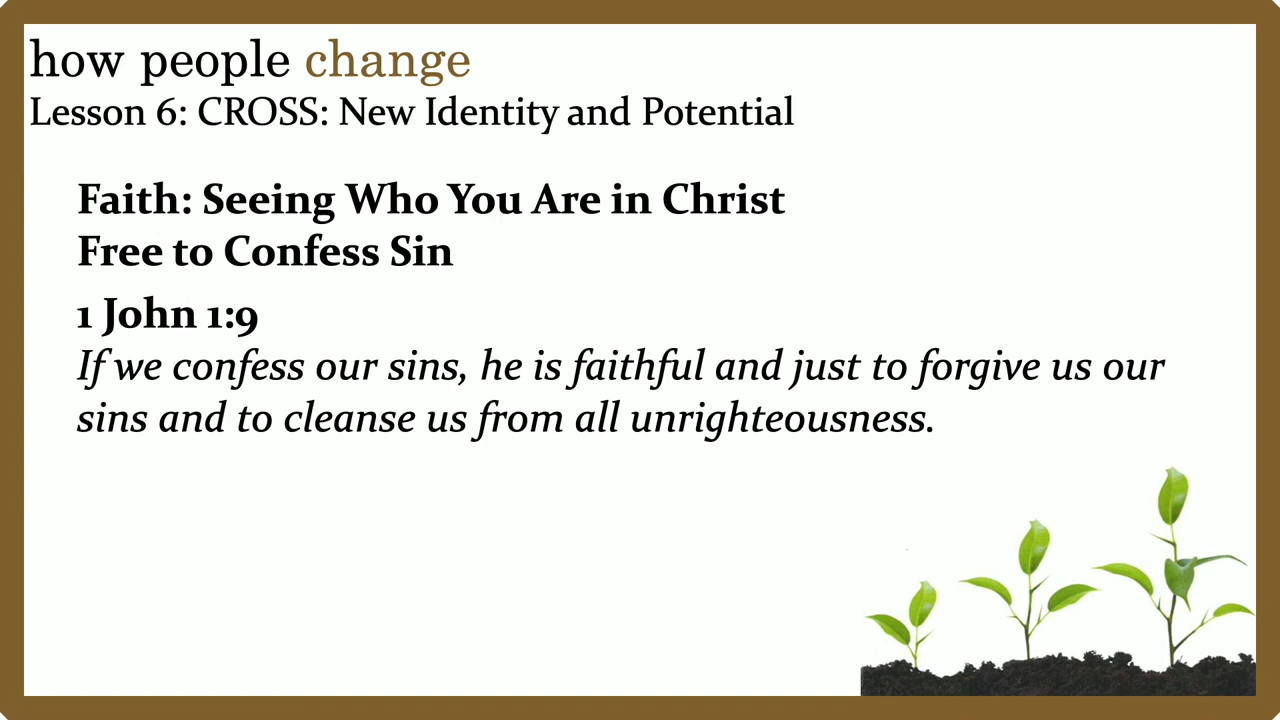 how people change
Lesson 6: CROSS: New Identity and Potential
Faith: Seeing Who You Are in Christ
Free to Confess Sin
1 John 1:9
If we confess our sins, he is faithful and just to forgive us our
sins and to cleanse us from all unrighteousness.